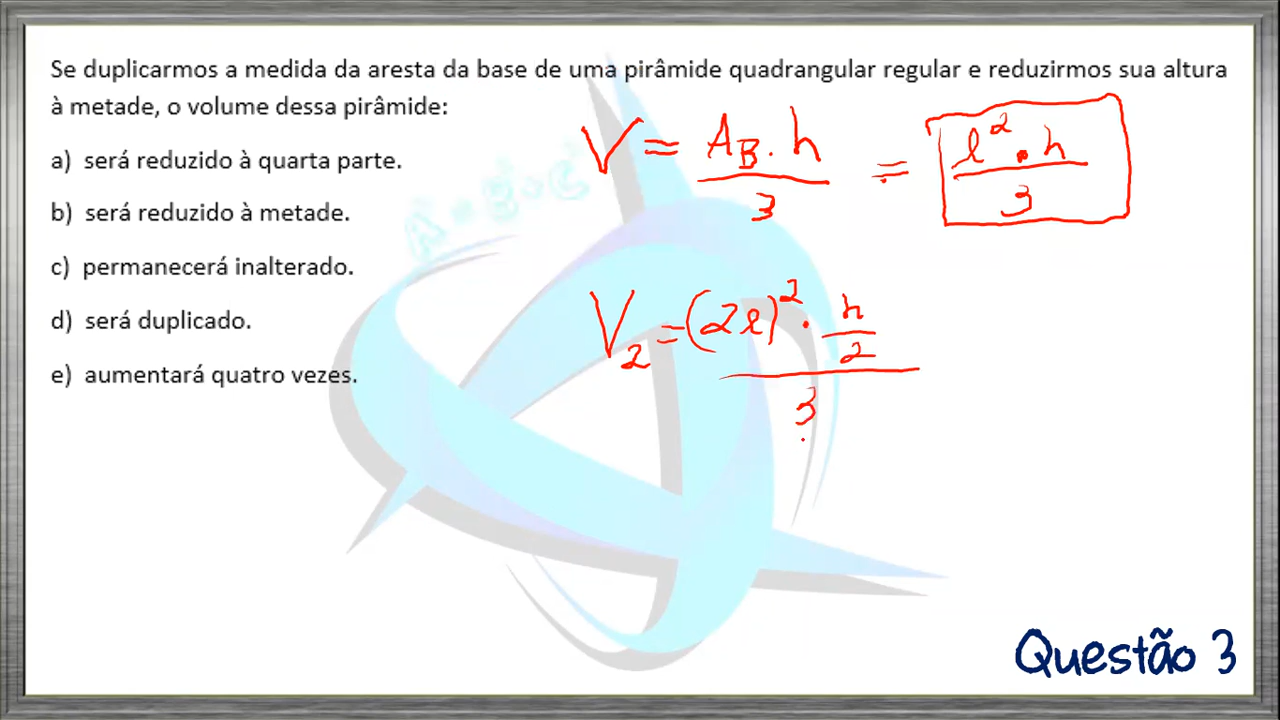 Se duplicarmos a medida da aresta da base de uma pirâmide quadrangular regular e reduzirmos sua altura
à metade, o volume dessa pirâmide:
a) será reduzido à quarta parte.
b) será reduzido à metade.
c) permanecerá inalterado.
d) será duplicado.
e) aumentará quatro vezes.
V = A_B . h / 3 = l² . h / 3
V₂ = (2l)² . h/2 / 3
Questão 3